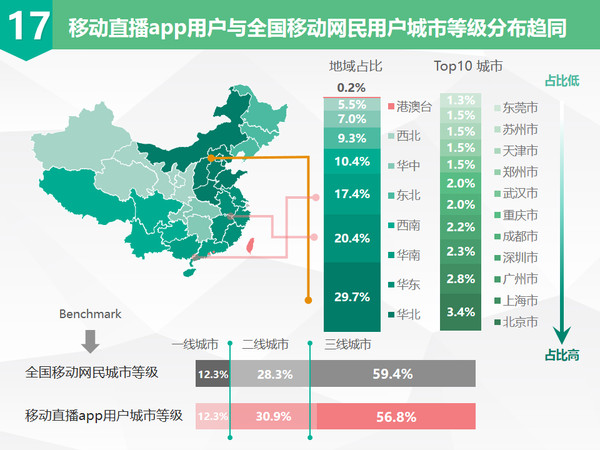 17
移动直播app用户与全国移动网民用户城市等级分布趋同
地域占比
0.2%
5.5%
7.0%
9.3%
10.4%
17.4%
20.4%
29.7%
港澳台
西北
华中
东北
西南
华南
华东
华北
Top10 城市
1.3%
1.5%
1.5%
1.5%
1.5%
2.0%
2.0%
2.2%
2.3%
2.8%
3.4%
东莞市
苏州市
天津市
郑州市
武汉市
重庆市
成都市
深圳市
广州市
上海市
北京市
占比低
占比高
Benchmark
一线城市
二线城市
三线城市
全国移动网民城市等级
12.3%
28.3%
59.4%
移动直播app用户城市等级
12.3%
30.9%
56.8%